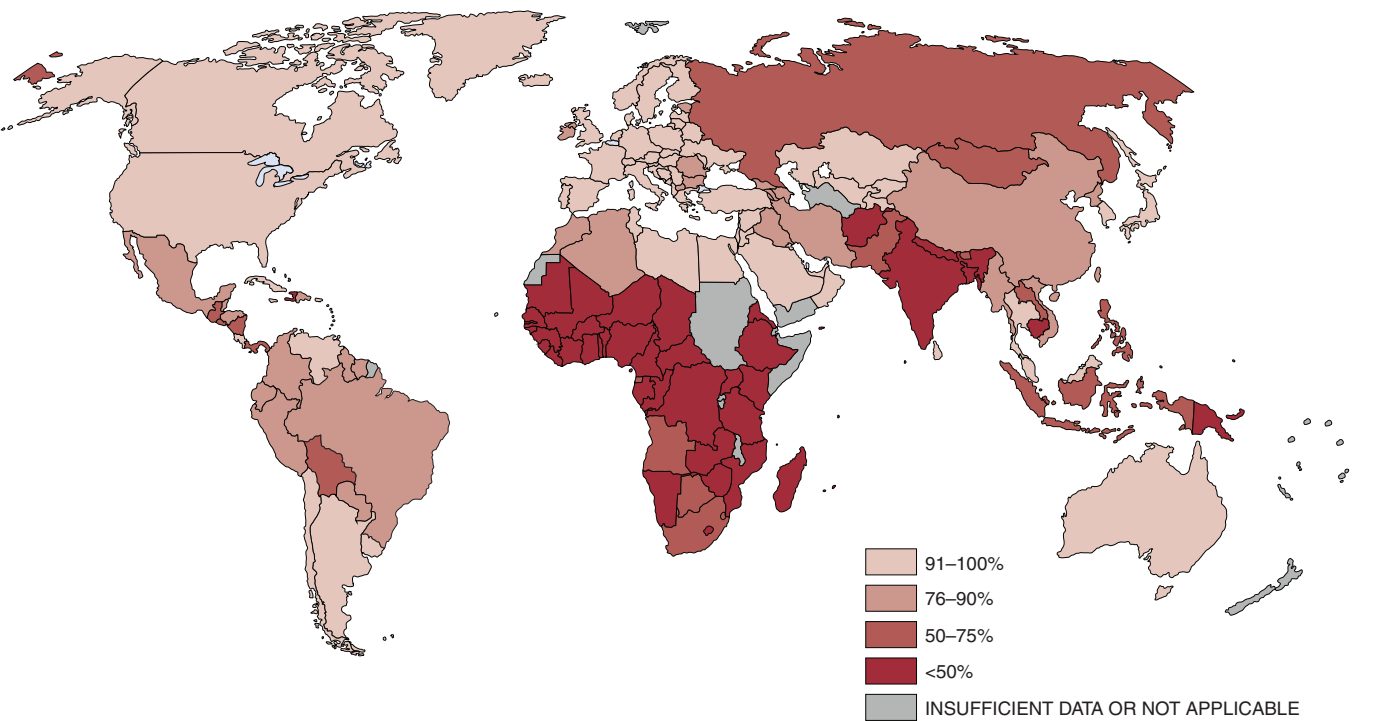 91–100%
76–90%
50–75%
<50%
INSUFFICIENT DATA OR NOT APPLICABLE